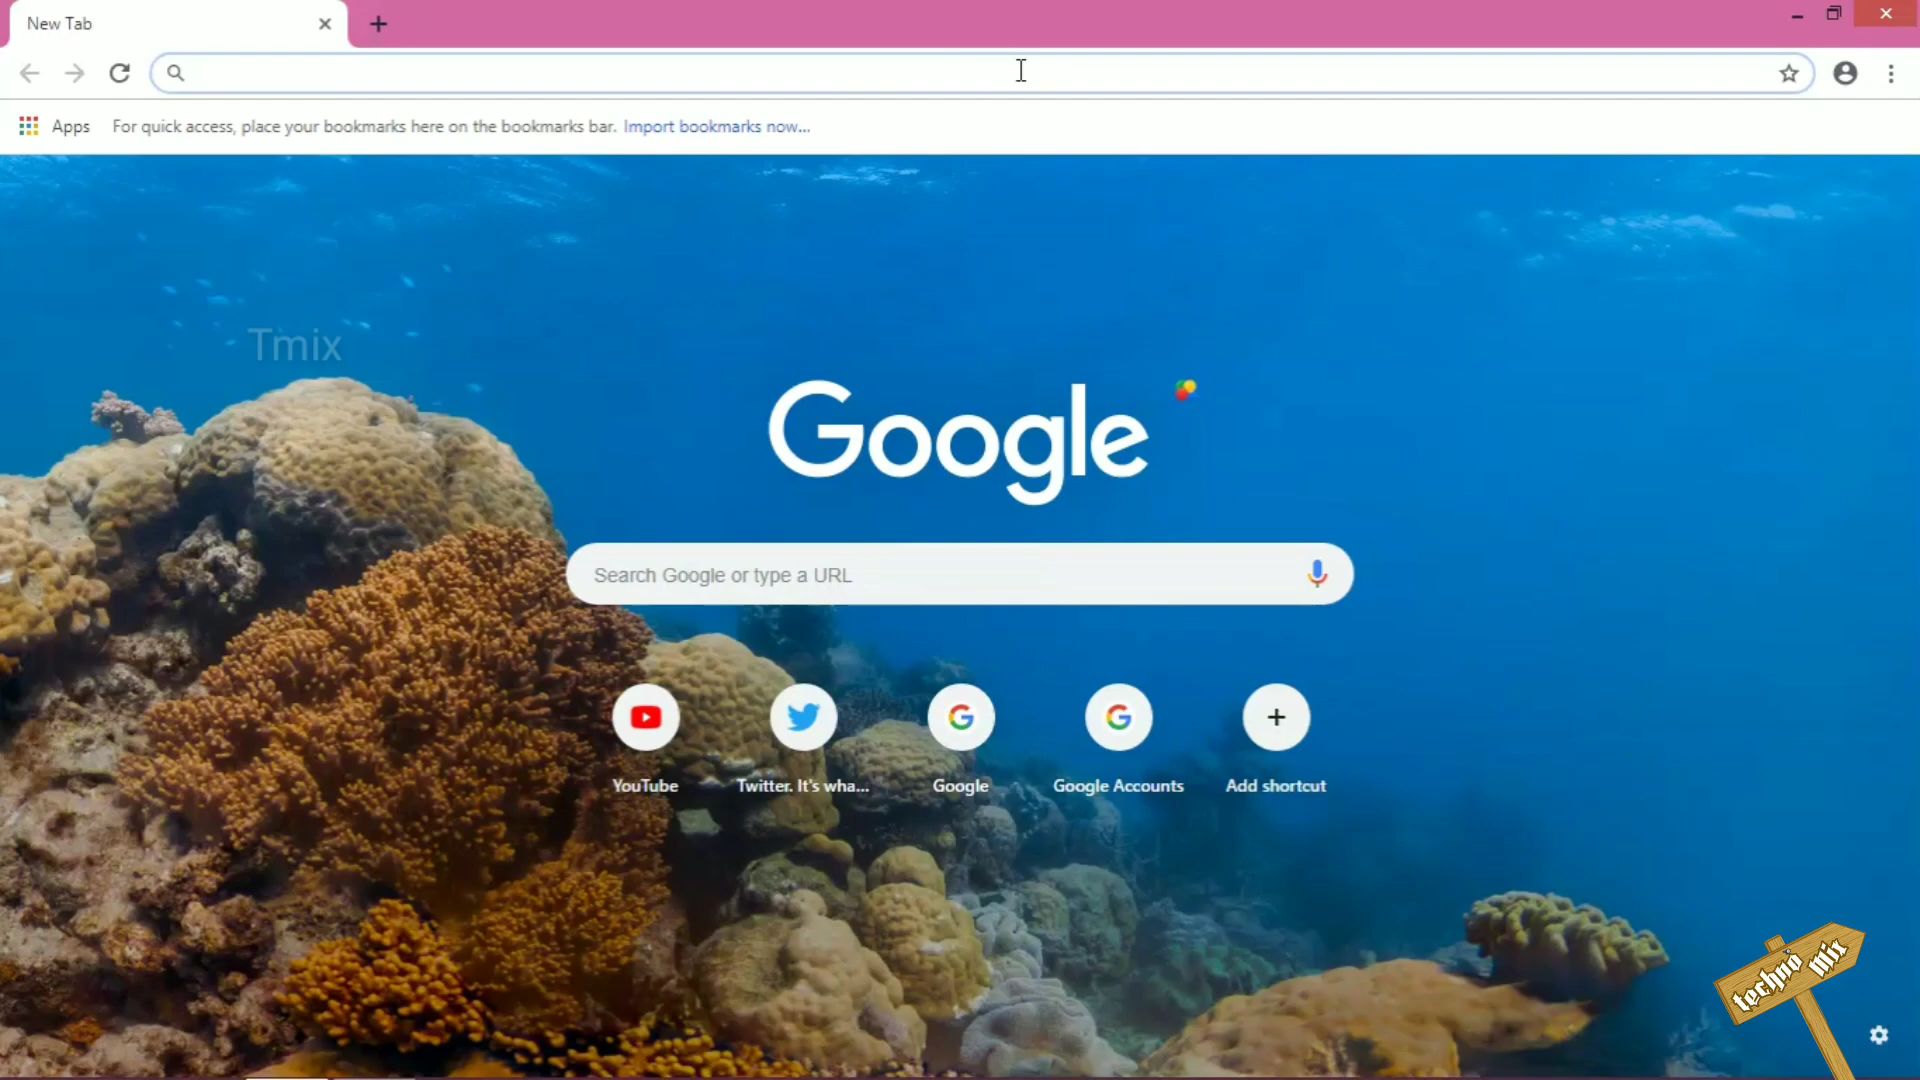 New Tab
Apps
For quick access, place your bookmarks here on the bookmarks bar. Import bookmarks now...
Tmix
Google
Search Google or type a URL
YouTube
Twitter. It's wha...
Google
Google Accounts
Add shortcut
techno mix